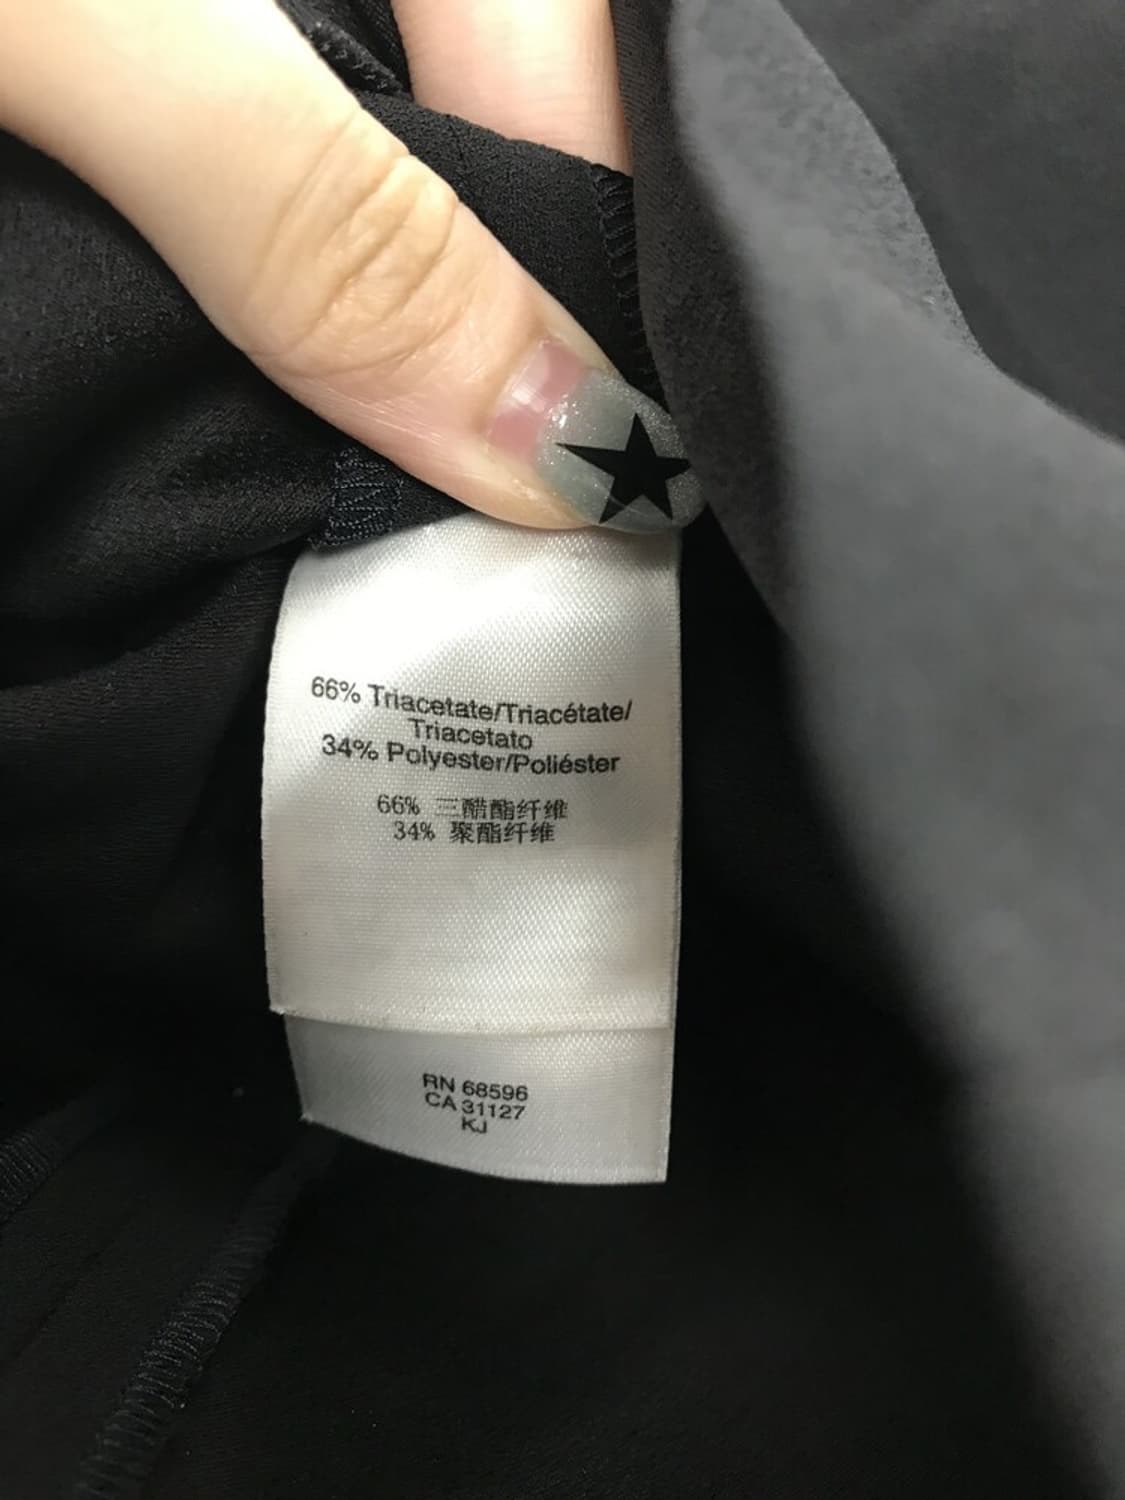 66% Triacetate/Triacétate/
Triacetato
34% Polyester/Poliéster
66% 三醋酯纤维
34% 聚酯纤维
RN 68596
CA 31127
KJ